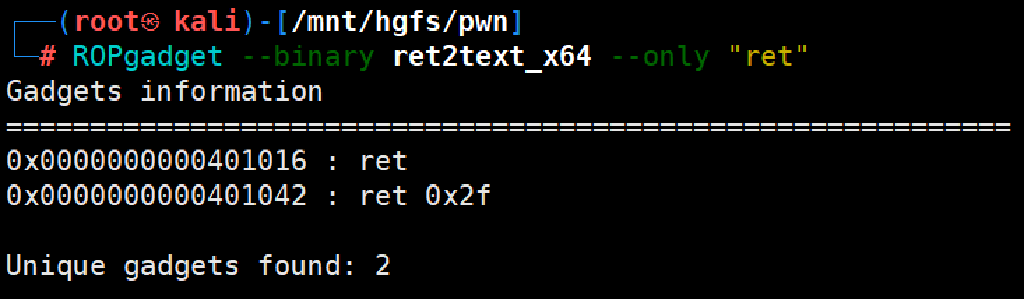 ┌──(root㉿ kali)-[/mnt/hgfs/pwn]
└─# ROPgadget --binary ret2text_x64 --only "ret"
Gadgets information
============================================================
0x0000000000401016 : ret
0x0000000000401042 : ret 0x2f
Unique gadgets found: 2